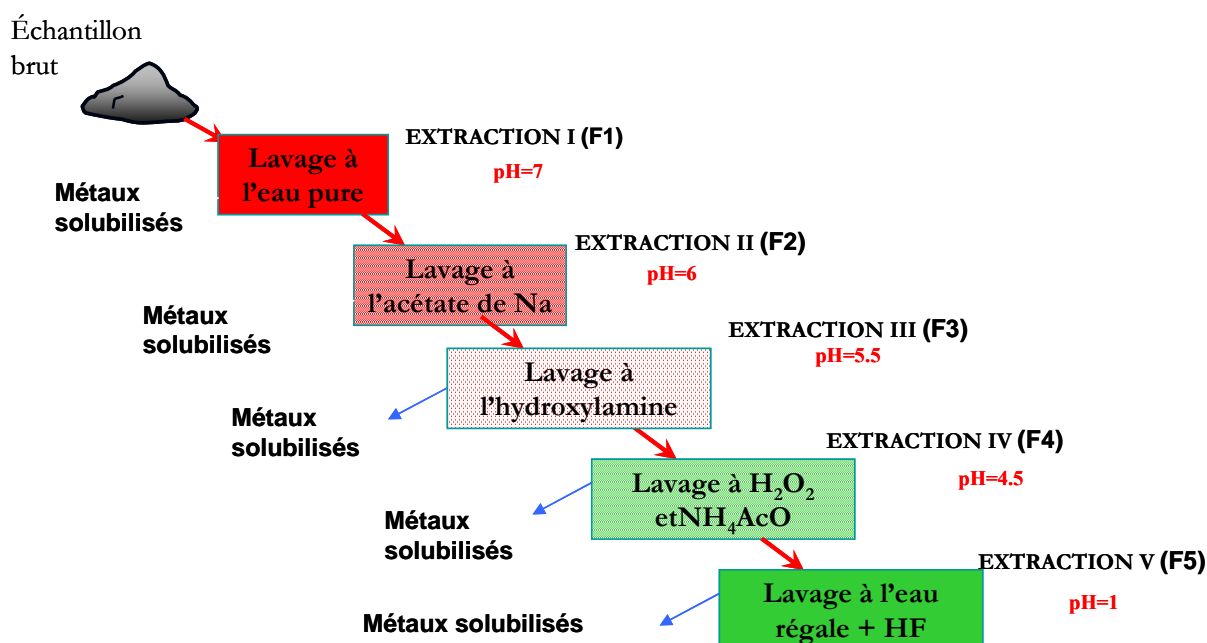 Échantillon
brut
EXTRACTION I (F1)
pH=7
Lavage à
l'eau pure
Métaux
solubilisés
EXTRACTION II (F2)
pH=6
Lavage à
l'acétate de Na
Métaux
solubilisés
EXTRACTION III (F3)
pH=5.5
Lavage à
l'hydroxylamine
Métaux
solubilisés
EXTRACTION IV (F4)
pH=4.5
Lavage à H₂O₂
etNH₄AcO
Métaux
solubilisés
EXTRACTION V (F5)
pH=1
Lavage à l'eau
régale + HF
Métaux solubilisés